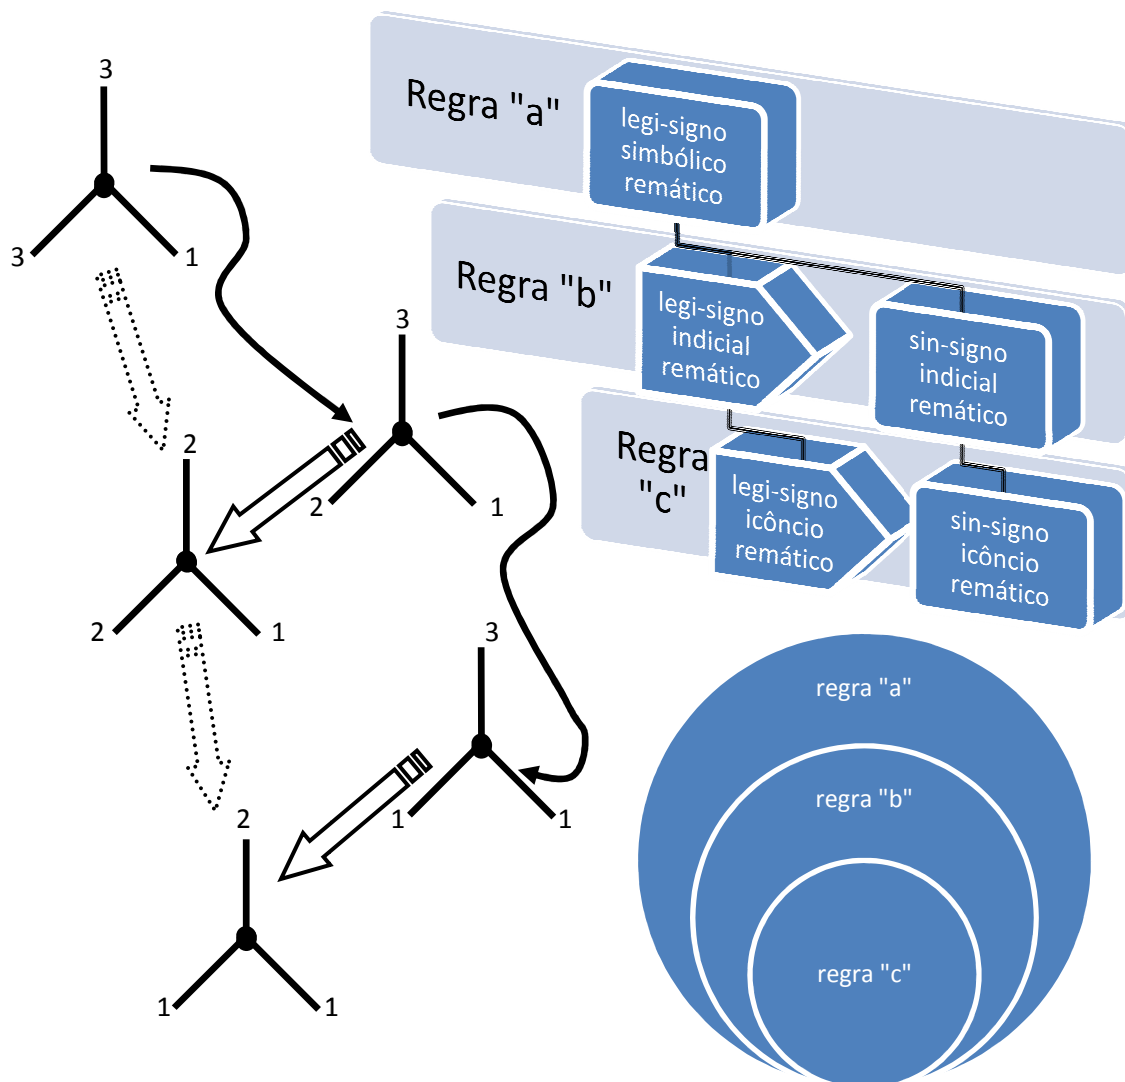 3
3
1
3
2
1
2
2
1
3
1
1
2
1
1
Regra "a"
legi-signo
simbólico
remático
Regra "b"
legi-signo
indicial
remático
sin-signo
indicial
remático
Regra
"c"
legi-signo
icôncio
remático
sin-signo
icôncio
remático
regra "a"
regra "b"
regra "c"